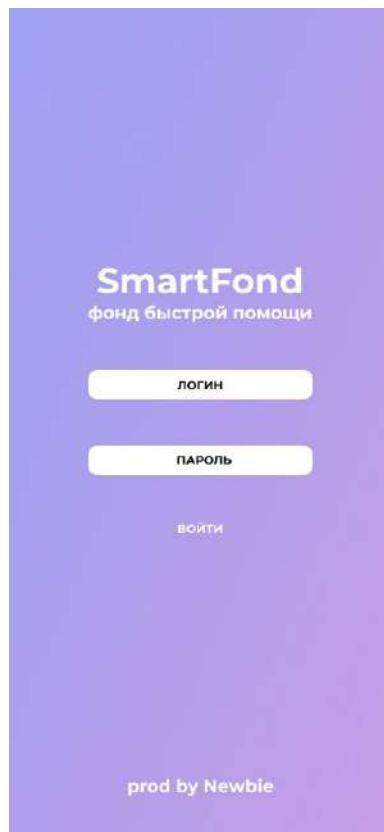 SmartFond
фонд быстрой помощи
ЛОГИН
ПАРОЛЬ
ВОЙТИ
prod by Newbie